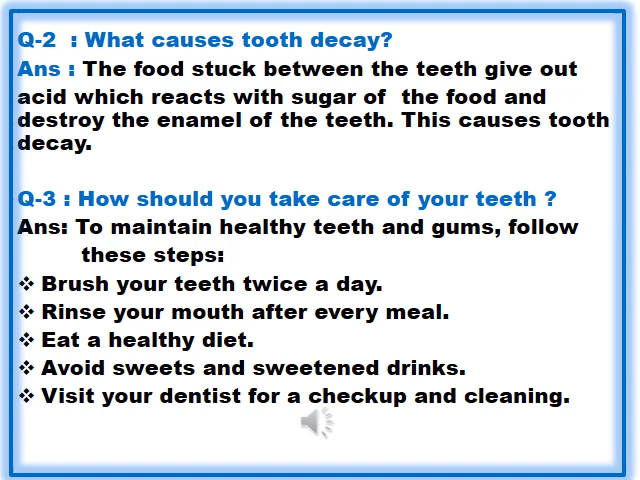 Q-2 : What causes tooth decay?
Ans : The food stuck between the teeth give out
acid which reacts with sugar of the food and
destroy the enamel of the teeth. This causes tooth
decay.
Q-3 : How should you take care of your teeth ?
Ans: To maintain healthy teeth and gums, follow
these steps:
❖ Brush your teeth twice a day.
❖ Rinse your mouth after every meal.
❖ Eat a healthy diet.
❖ Avoid sweets and sweetened drinks.
❖ Visit your dentist for a checkup and cleaning.